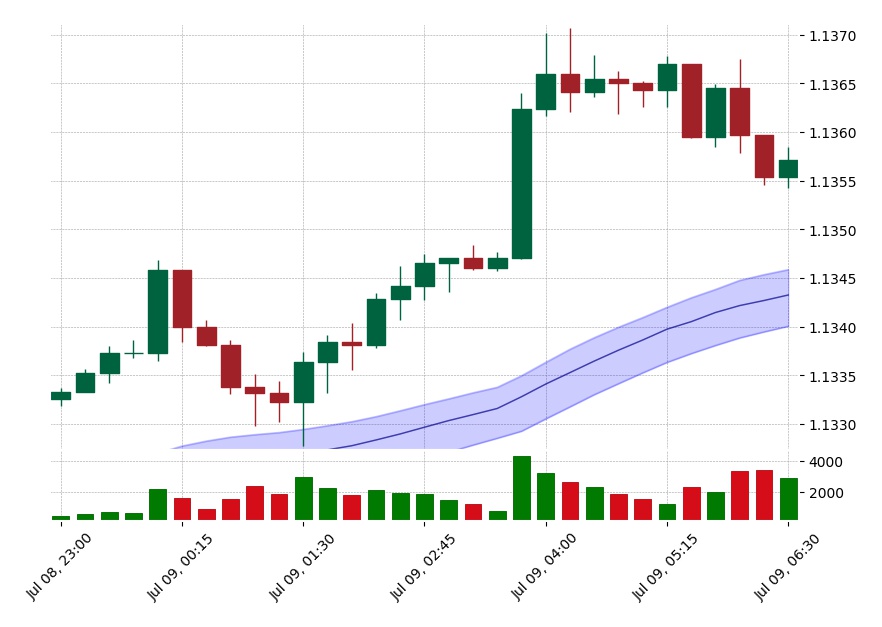 1.1370
1.1365
1.1360
1.1355
1.1350
1.1345
1.1340
1.1335
1.1330
4000
2000
Jul 08, 23:00
Jul 09, 00:15
Jul 09, 01:30
Jul 09, 02:45
Jul 09, 04:00
Jul 09, 05:15
Jul 09, 06:30